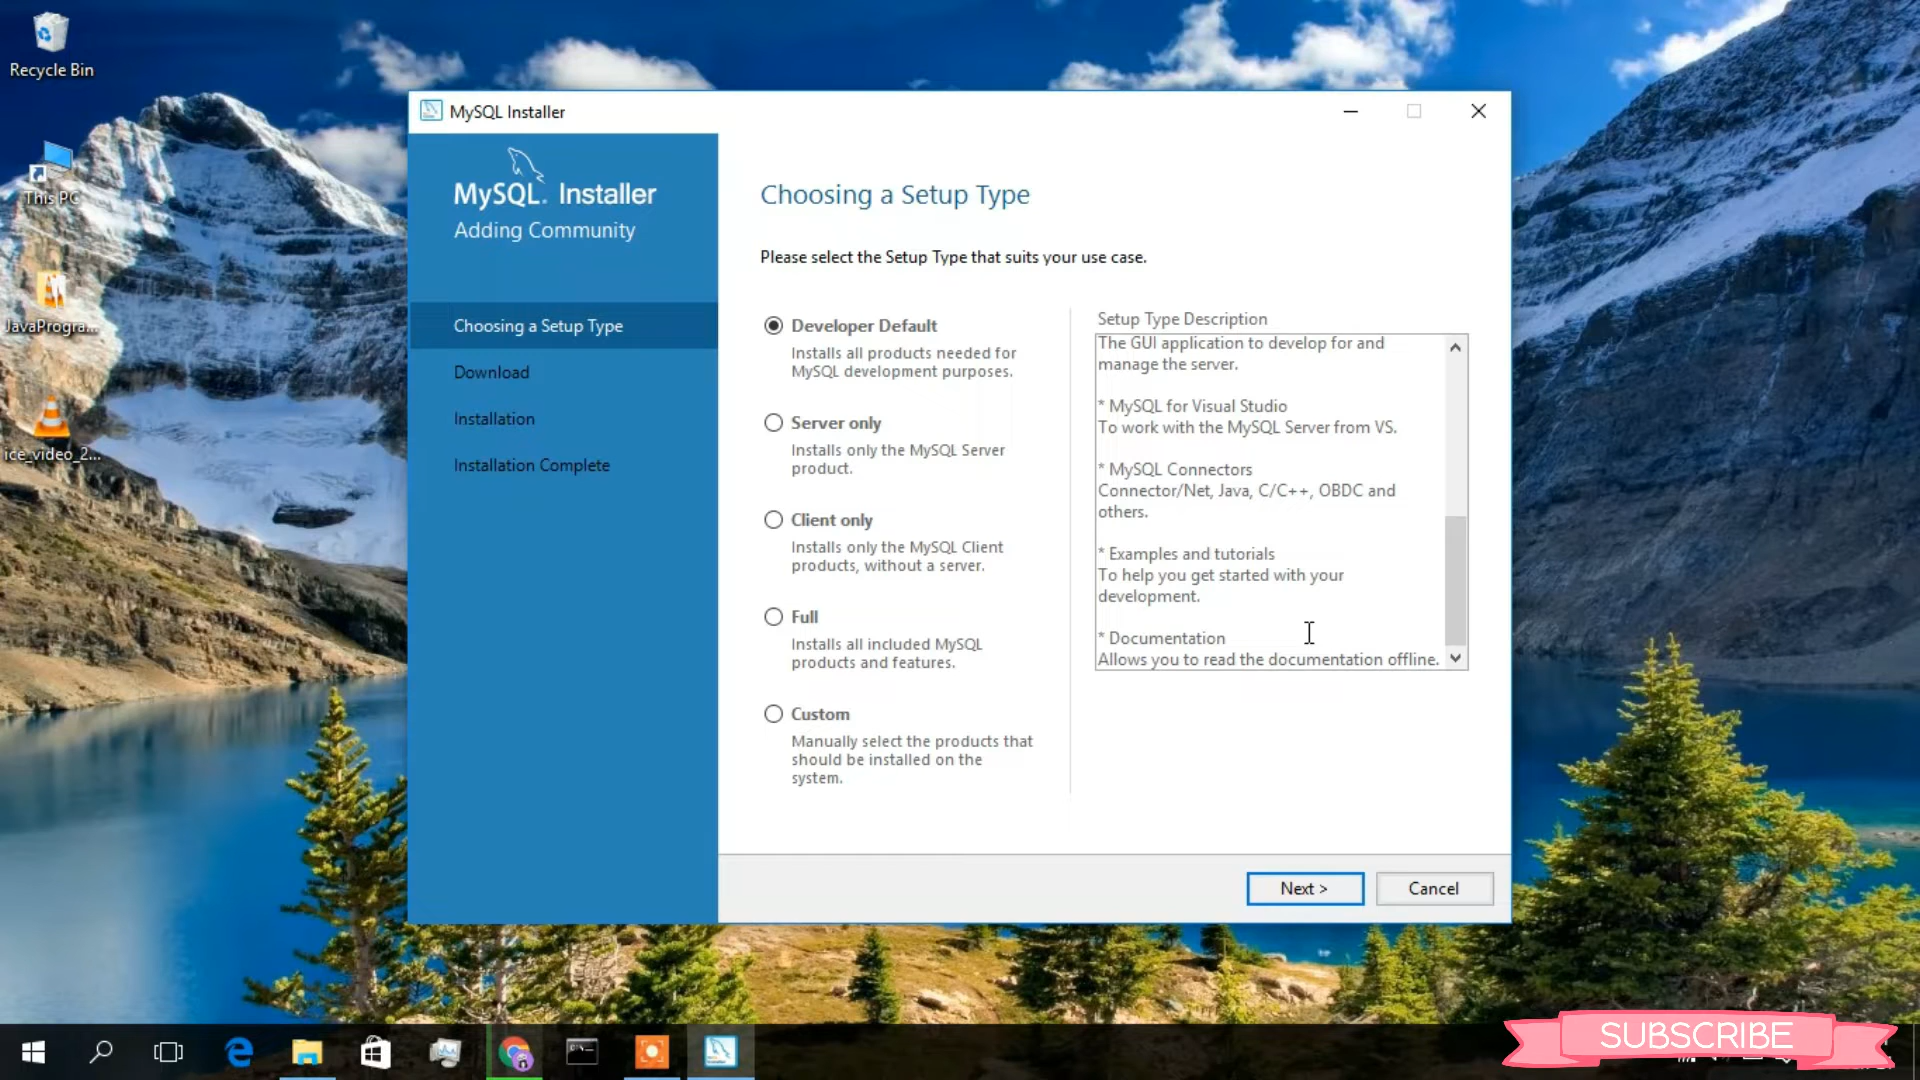 Recycle Bin
This PC
JavaProgra...
ice_video_2...
MySQL Installer
MySQL. Installer
Adding Community
Choosing a Setup Type
Download
Installation
Installation Complete
Choosing a Setup Type
Please select the Setup Type that suits your use case.
Developer Default
Installs all products needed for
MySQL development purposes.
Server only
Installs only the MySQL Server
product.
Client only
Installs only the MySQL Client
products, without a server.
Full
Installs all included MySQL
products and features.
Custom
Manually select the products that
should be installed on the
system.
Setup Type Description
The GUI application to develop for and
manage the server.
* MySQL for Visual Studio
To work with the MySQL Server from VS.
* MySQL Connectors
Connector/Net, Java, C/C++, OBDC and
others.
* Examples and tutorials
To help you get started with your
development.
* Documentation
Allows you to read the documentation offline.
Next >
Cancel
SUBSCRIBE